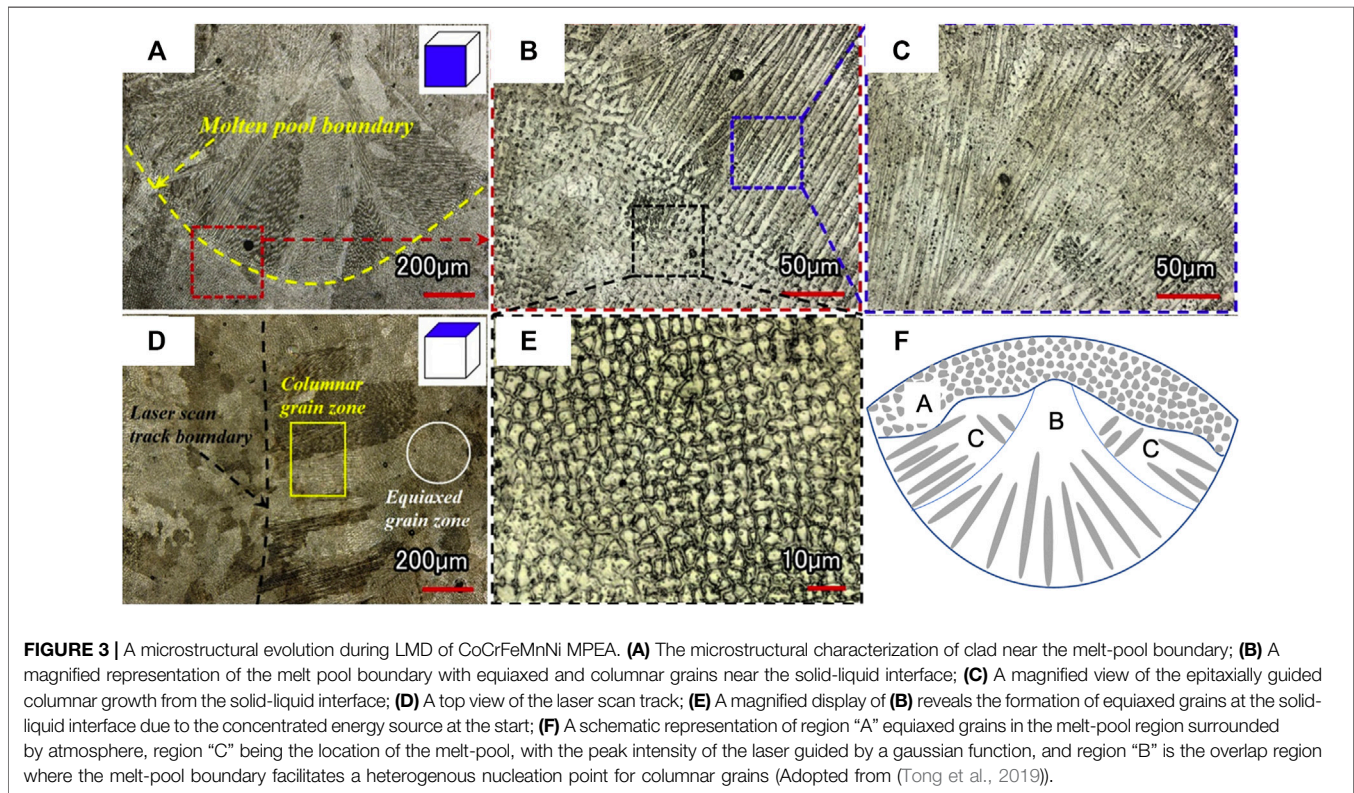 A
Molten pool boundary
200μm
B
50μm
C
50μm
D
Columnar
grain zone
Laser scan
track boundary
Equiaxed
grain zone
200μm
E
10μm
F
A
B
C
C
FIGURE 3 | A microstructural evolution during LMD of CoCrFeMnNi MPEA. (A) The microstructural characterization of clad near the melt-pool boundary; (B) A
magnified representation of the melt pool boundary with equiaxed and columnar grains near the solid-liquid interface; (C) A magnified view of the epitaxially guided
columnar growth from the solid-liquid interface; (D) A top view of the laser scan track; (E) A magnified display of (B) reveals the formation of equiaxed grains at the solid-
liquid interface due to the concentrated energy source at the start; (F) A schematic representation of region “A” equiaxed grains in the melt-pool region surrounded
by atmosphere, region “C” being the location of the melt-pool, with the peak intensity of the laser guided by a gaussian function, and region “B” is the overlap region
where the melt-pool boundary facilitates a heterogenous nucleation point for columnar grains (Adopted from (Tong et al., 2019)).